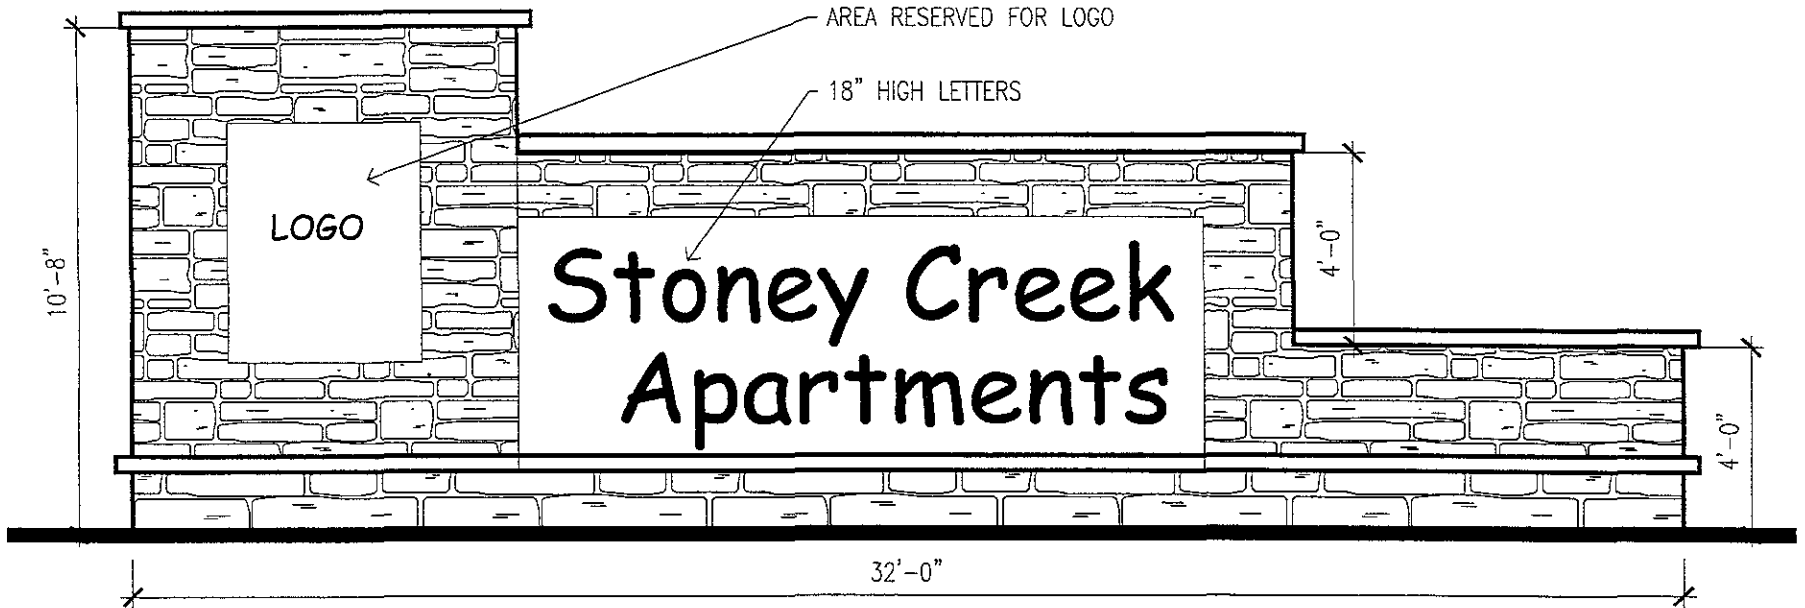 AREA RESERVED FOR LOGO
18" HIGH LETTERS
LOGO
Stoney Creek
Apartments
10'-8"
4'-0"
4'-0"
32'-0"